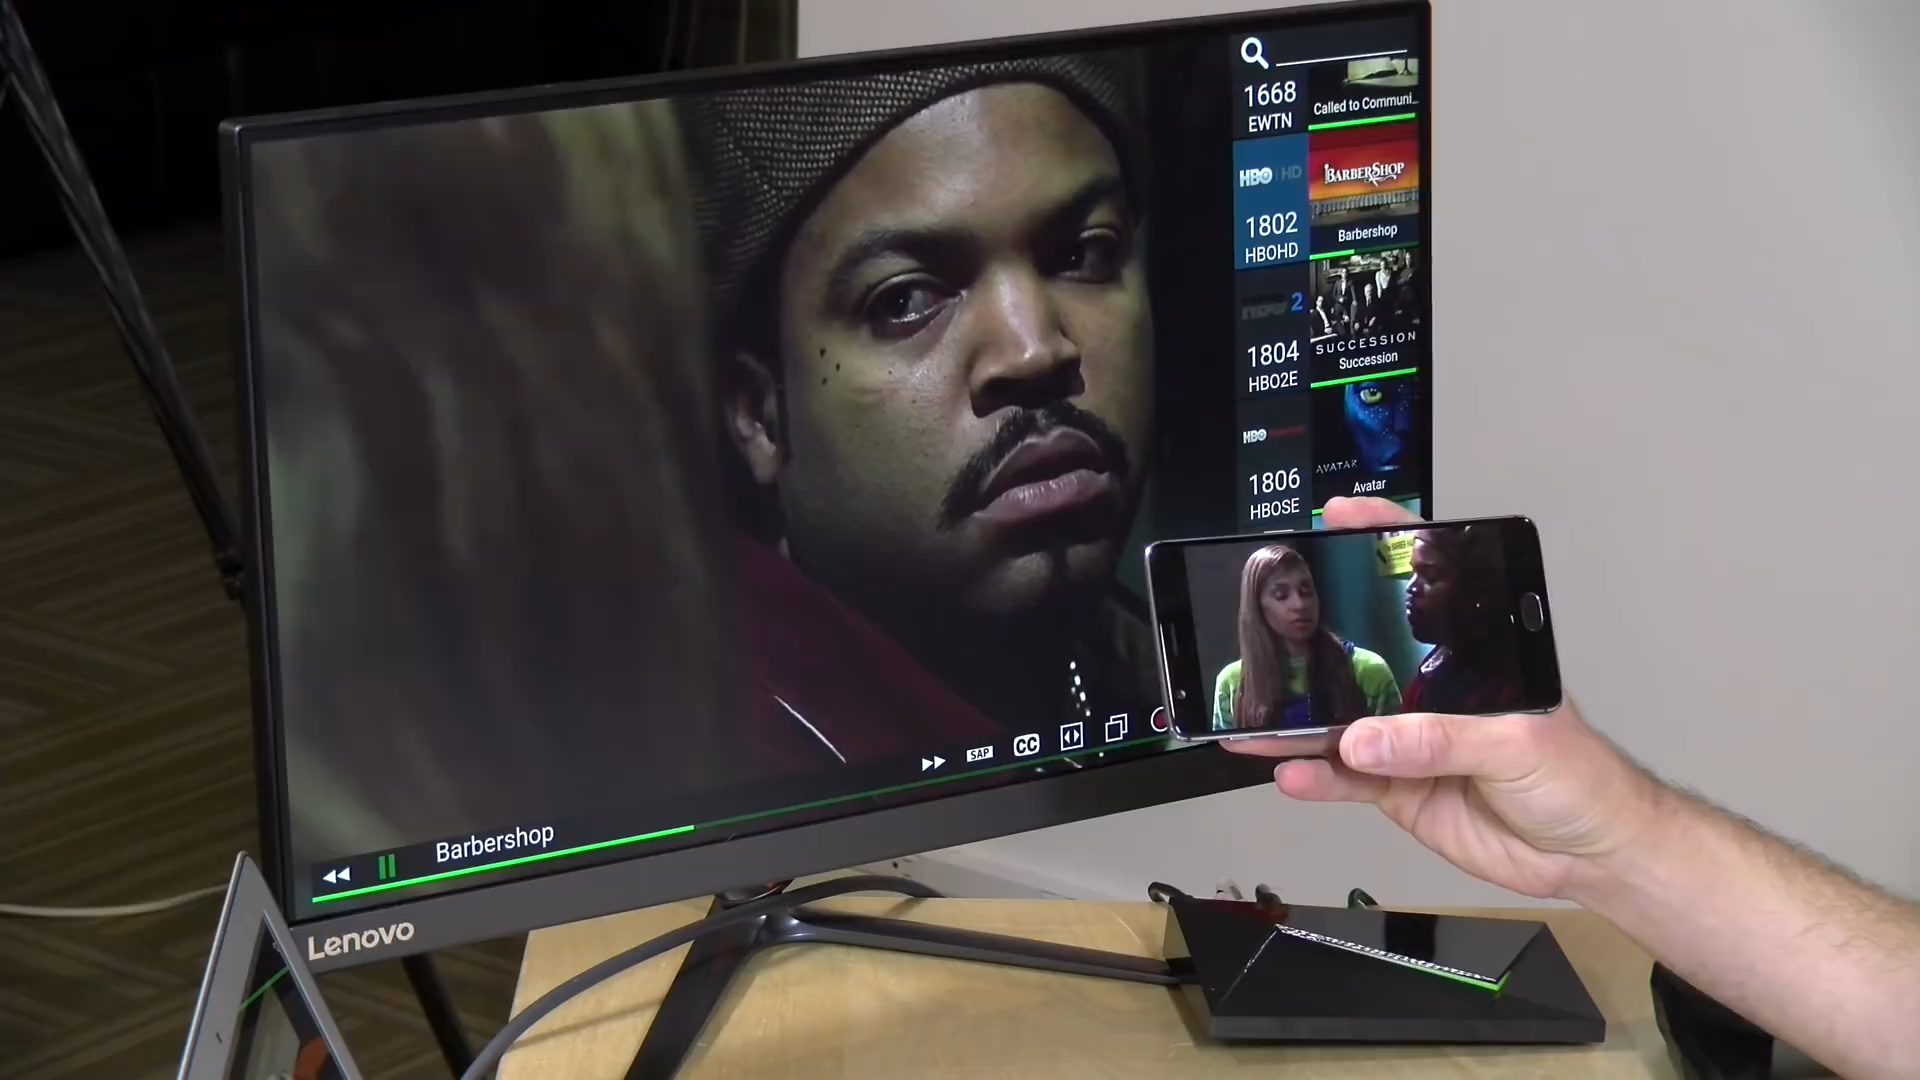 1668
EWTN
Called to Communi...
HBO HD
BARBERSHOP
1802
HBOHD
Barbershop
HBO 2
1804
HBO2E
SUCCESSION
Succession
HBO
1806
HBOSE
AVATAR
Avatar
SAP
CC
Barbershop
Lenovo